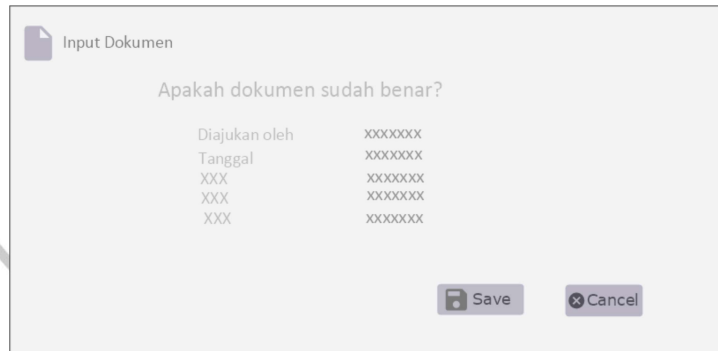 Input Dokumen
Apakah dokumen sudah benar?
Diajukan oleh xxxxxxx
Tanggal xxxxxxx
XXX xxxxxxx
XXX xxxxxxx
XXX xxxxxxx
Save Cancel